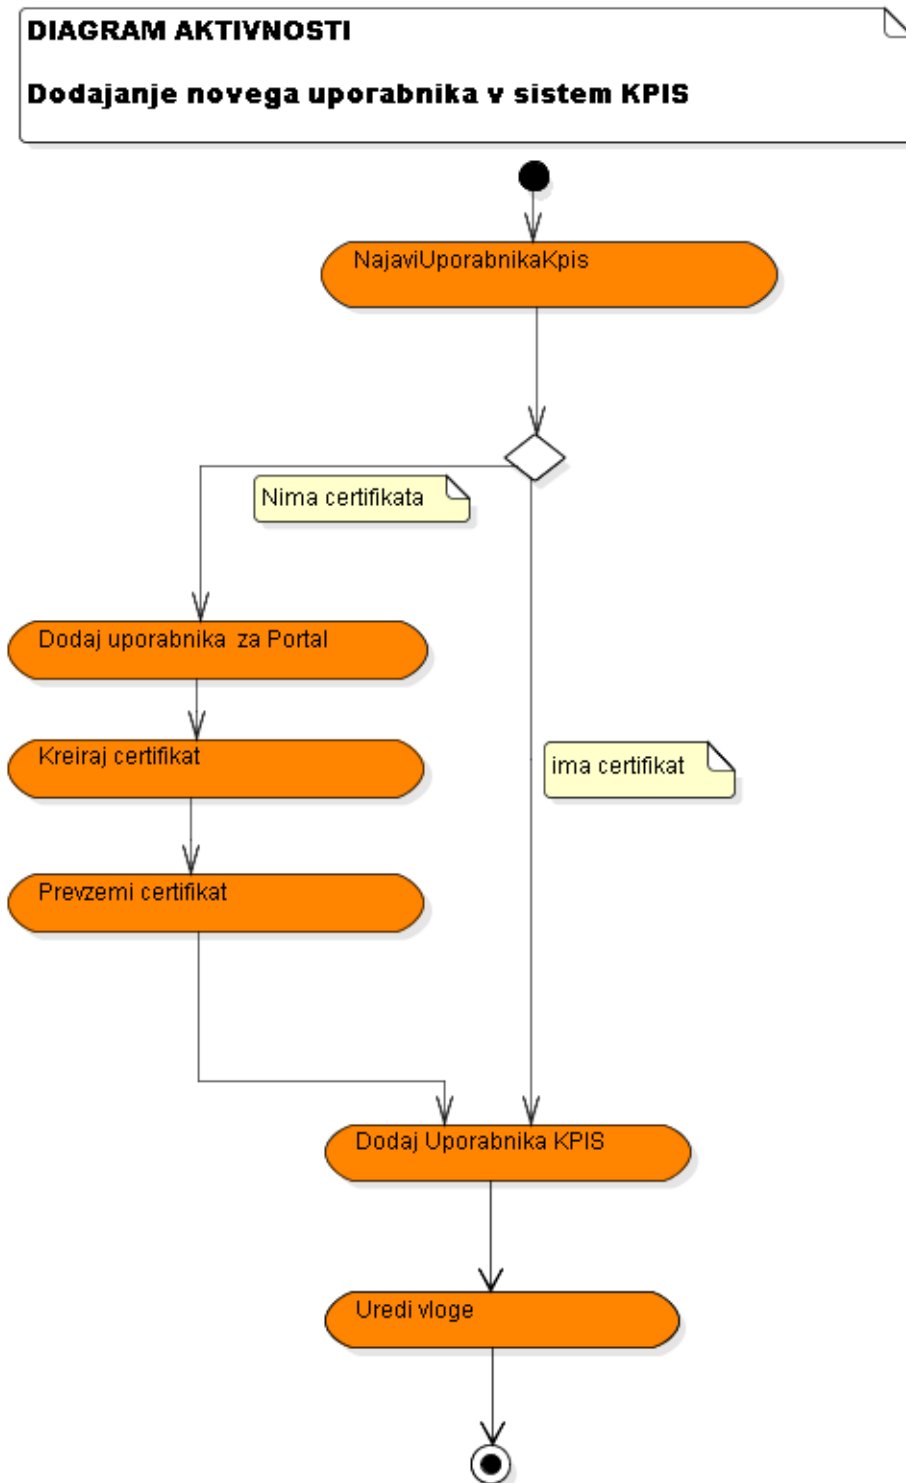 DIAGRAM AKTIVNOSTI
Dodajanje novega uporabnika v sistem KPIS
NajaviUporabnikaKpis
Nima certifikata
Dodaj uporabnika za Portal
Kreiraj certifikat
ima certifikat
Prevzemi certifikat
Dodaj Uporabnika KPIS
Uredi vloge